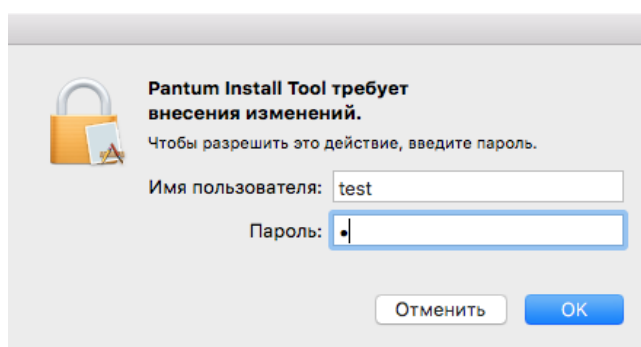 Pantum Install Tool требует
внесения изменений.
Чтобы разрешить это действие, введите пароль.
Имя пользователя: test
Пароль: •
Отменить OK